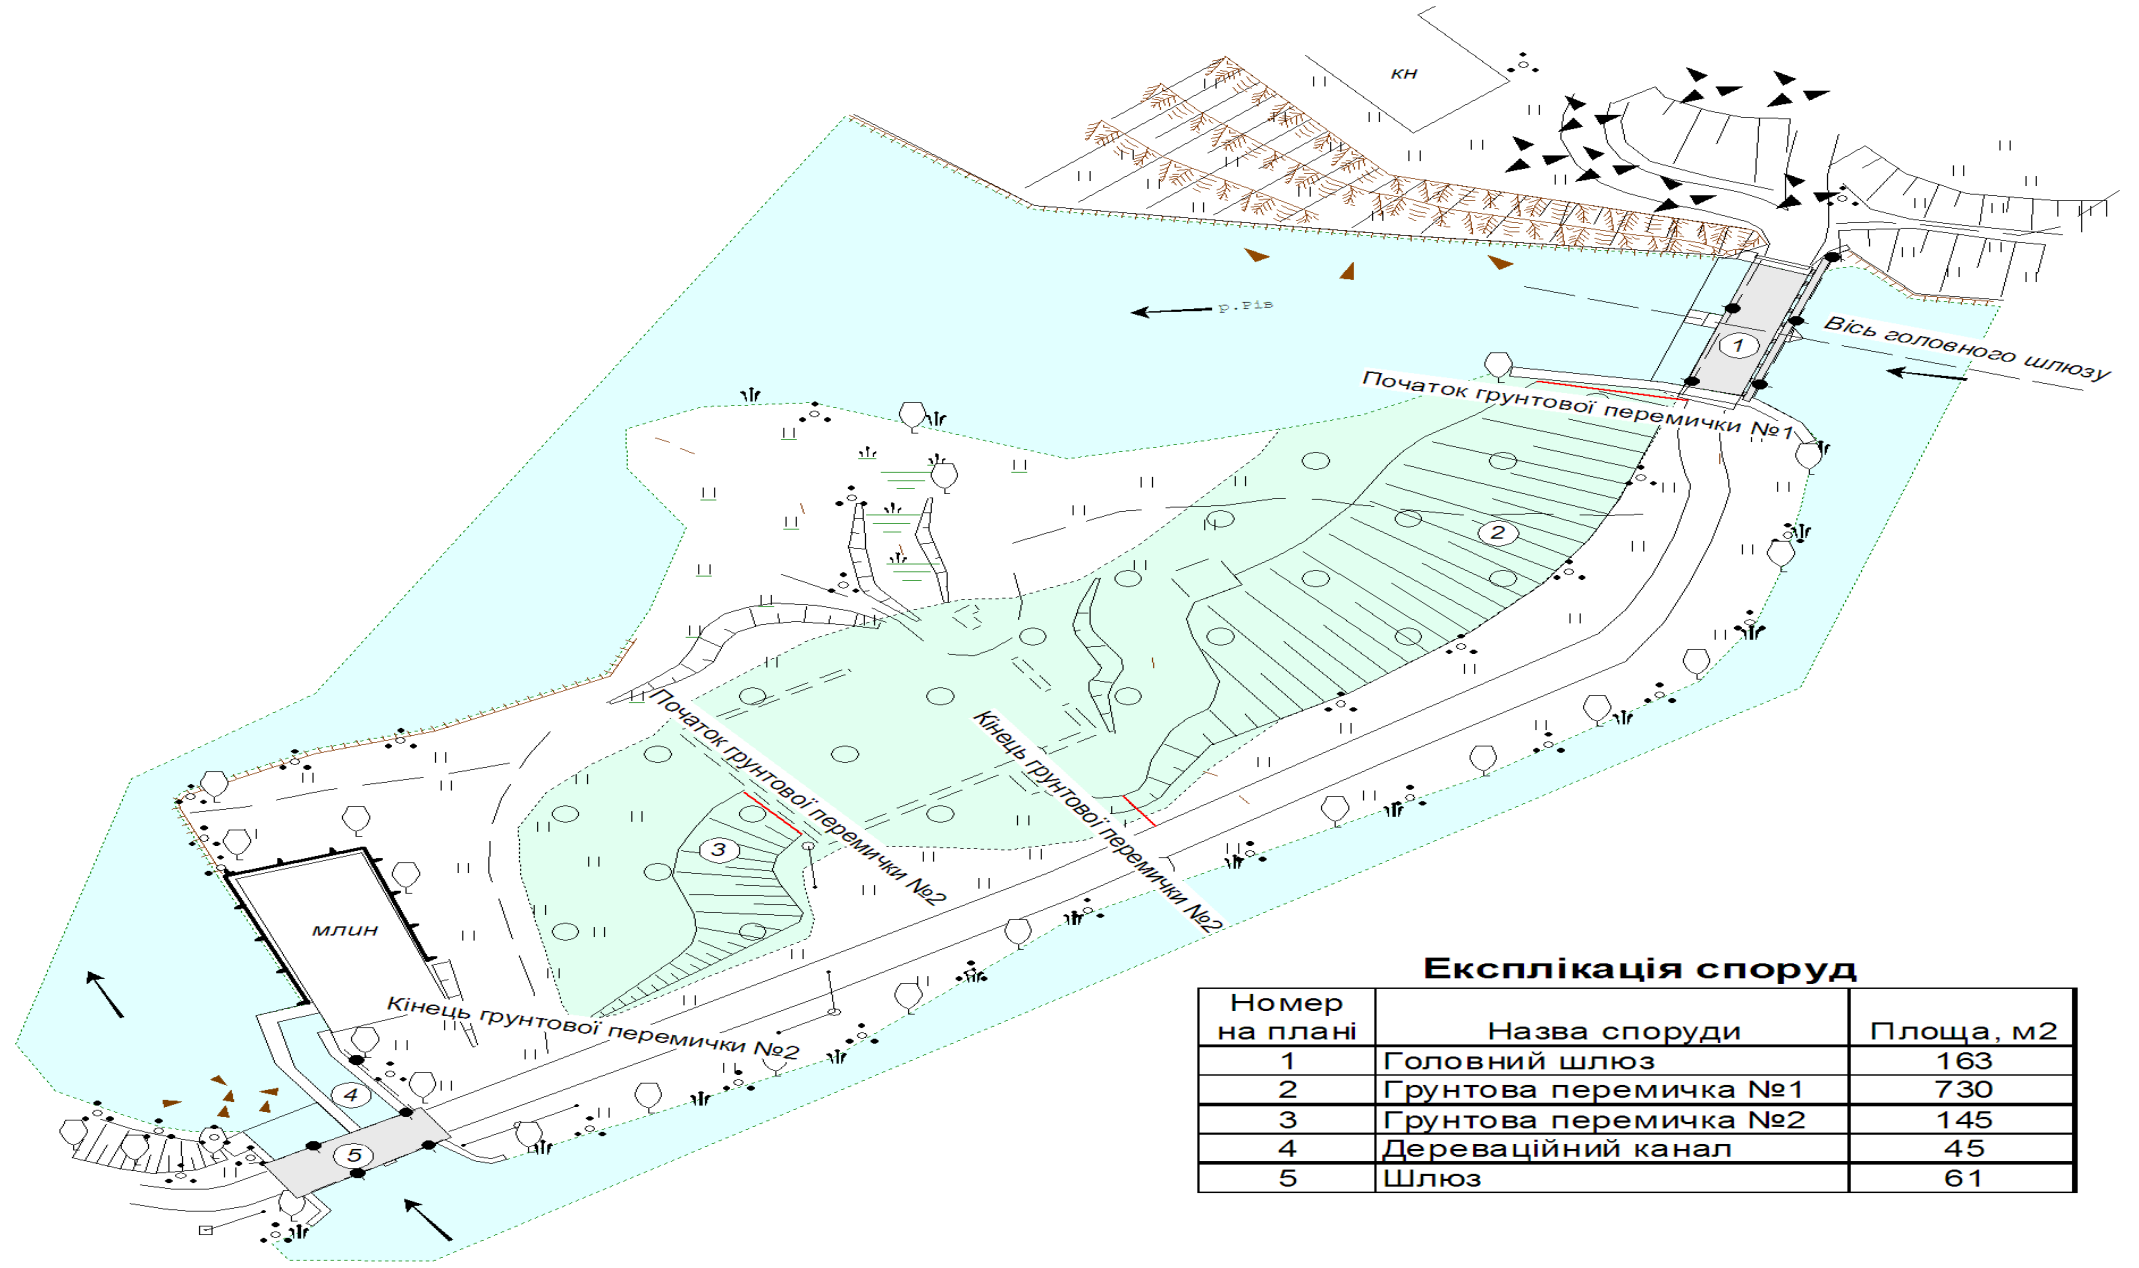 кн
р.Рів
Вісь головного шлюзу
1
Початок грунтової перемички №1
2
Початок грунтової перемички №2
Кінець грунтової перемички №2
3
млин
Кінець грунтової перемички №2
4
5
Експлікація споруд
Номер на плані Назва споруди Площа, м2
1 Головний шлюз 163
2 Грунтова перемичка №1 730
3 Грунтова перемичка №2 145
4 Дереваційний канал 45
5 Шлюз 61